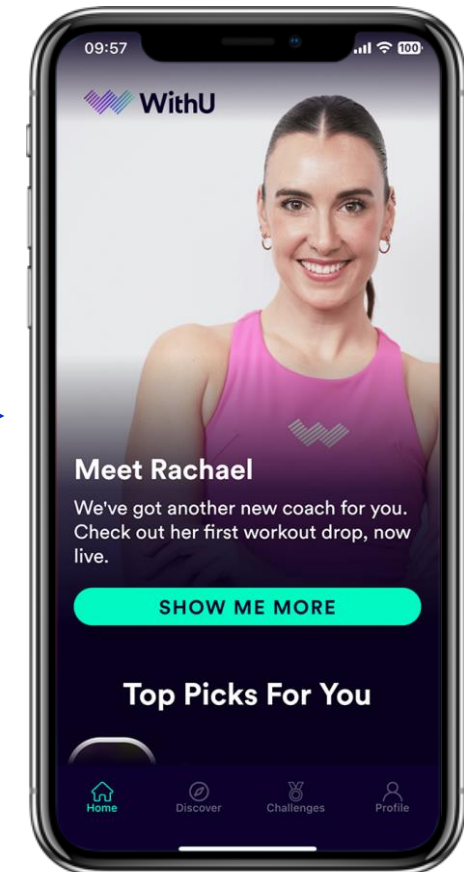 09:57
100
WithU
Meet Rachael
We've got another new coach for you.
Check out her first workout drop, now
live.
SHOW ME MORE
Top Picks For You
Home
Discover
Challenges
Profile